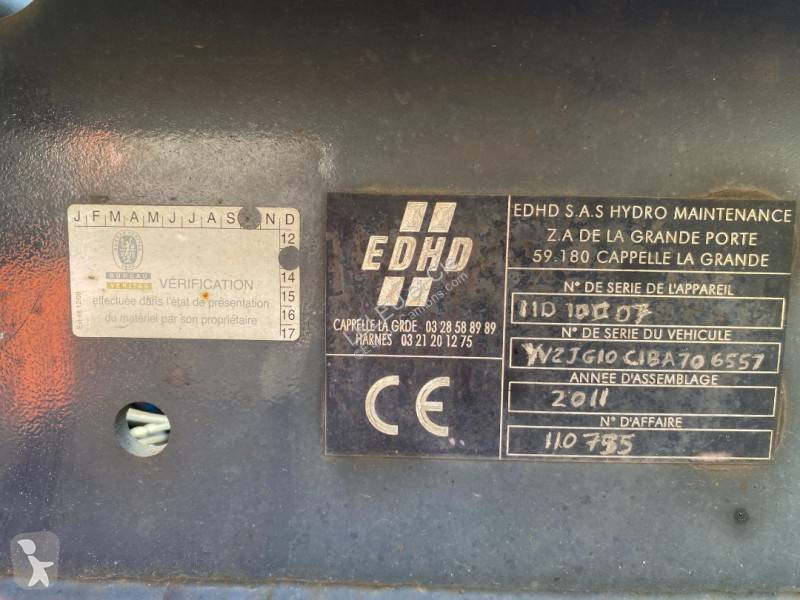 J F M A M J J A S N D
12
14
15
16
17
BUREAU
VERITAS
VÉRIFICATION
effectuée dans l'état de présentation
du matériel par son propriétaire
EDHD
CAPPELLE LA GRDE 03 28 58 89 89
HARNES 03 21 20 12 75
CE
EDHD S.A.S HYDRO MAINTENANCE
Z.A DE LA GRANDE PORTE
59.180 CAPPELLE LA GRANDE
N° DE SERIE DE L'APPAREIL
N° DE SERIE DU VEHICULE
YV2JG10C1BA706557
ANNEE D'ASSEMBLAGE
2011
N° D'AFFAIRE
110785